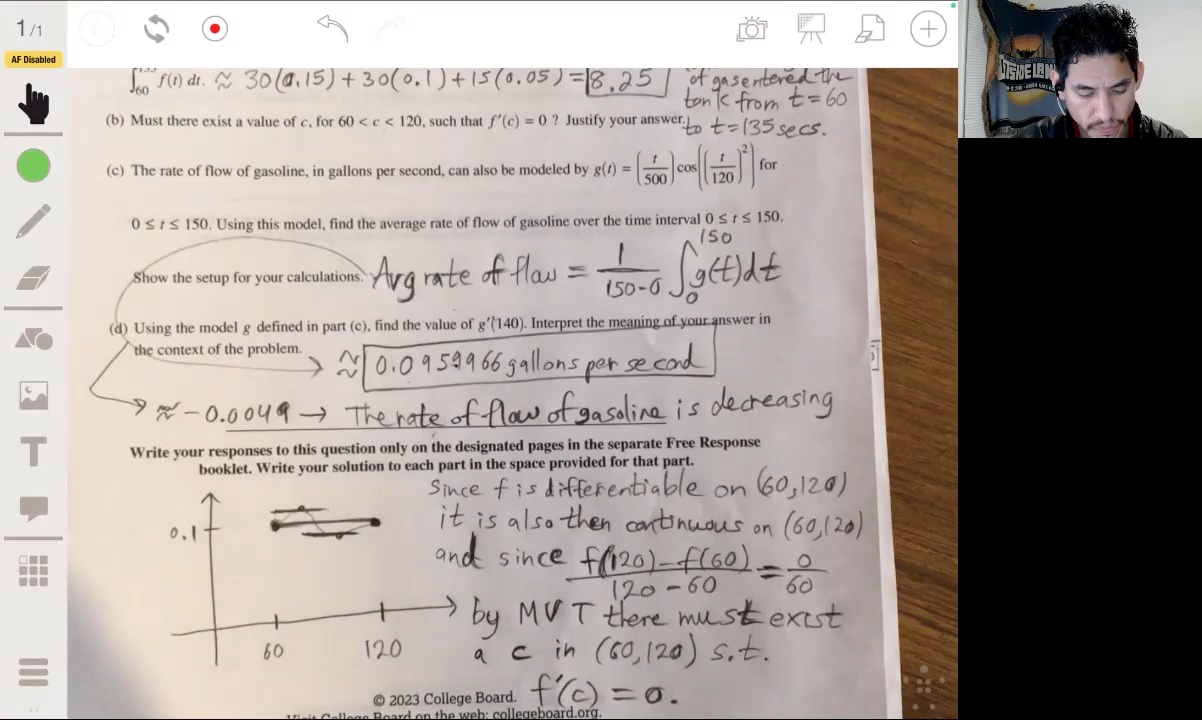 1/1
AF Disabled
∫60 f(t) dt. ≈ 30(0.15)+30(0.1)+15(0.05)=8.25
of gas entered the
tank from t=60
to t=135 secs.
(b) Must there exist a value of c, for 60 < c < 120, such that f′(c) = 0 ? Justify your answer.
(c) The rate of flow of gasoline, in gallons per second, can also be modeled by g(t) = (t/500) cos((t/120)²) for
0 ≤ t ≤ 150. Using this model, find the average rate of flow of gasoline over the time interval 0 ≤ t ≤ 150.
Show the setup for your calculations.
Avg rate of flow = 1/(150-0) ∫₀¹⁵⁰ g(t)dt
(d) Using the model g defined in part (c), find the value of g′(140). Interpret the meaning of your answer in
the context of the problem.
≈ 0.0959966 gallons per second
≈ -0.0049 → The rate of flow of gasoline is decreasing
Write your responses to this question only on the designated pages in the separate Free Response
booklet. Write your solution to each part in the space provided for that part.
Since f is differentiable on (60,120)
it is also then continuous on (60,120)
and since (f(120)-f(60))/(120-60) = 0/60
by MVT there must exist
a c in (60,120) s.t.
f′(c) = 0.
0.1
60
120
© 2023 College Board.
Visit College Board on the web: collegeboard.org.
T